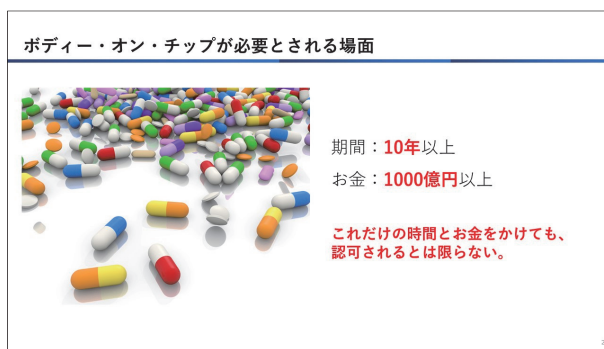 ボディー・オン・チップが必要とされる場面
期間：10年以上
お金：1000億円以上
これだけの時間とお金をかけても、
認可されるとは限らない。
2